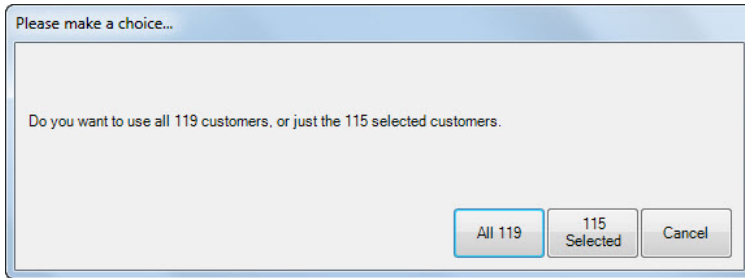 Please make a choice...
Do you want to use all 119 customers, or just the 115 selected customers.
All 119
115
Selected
Cancel